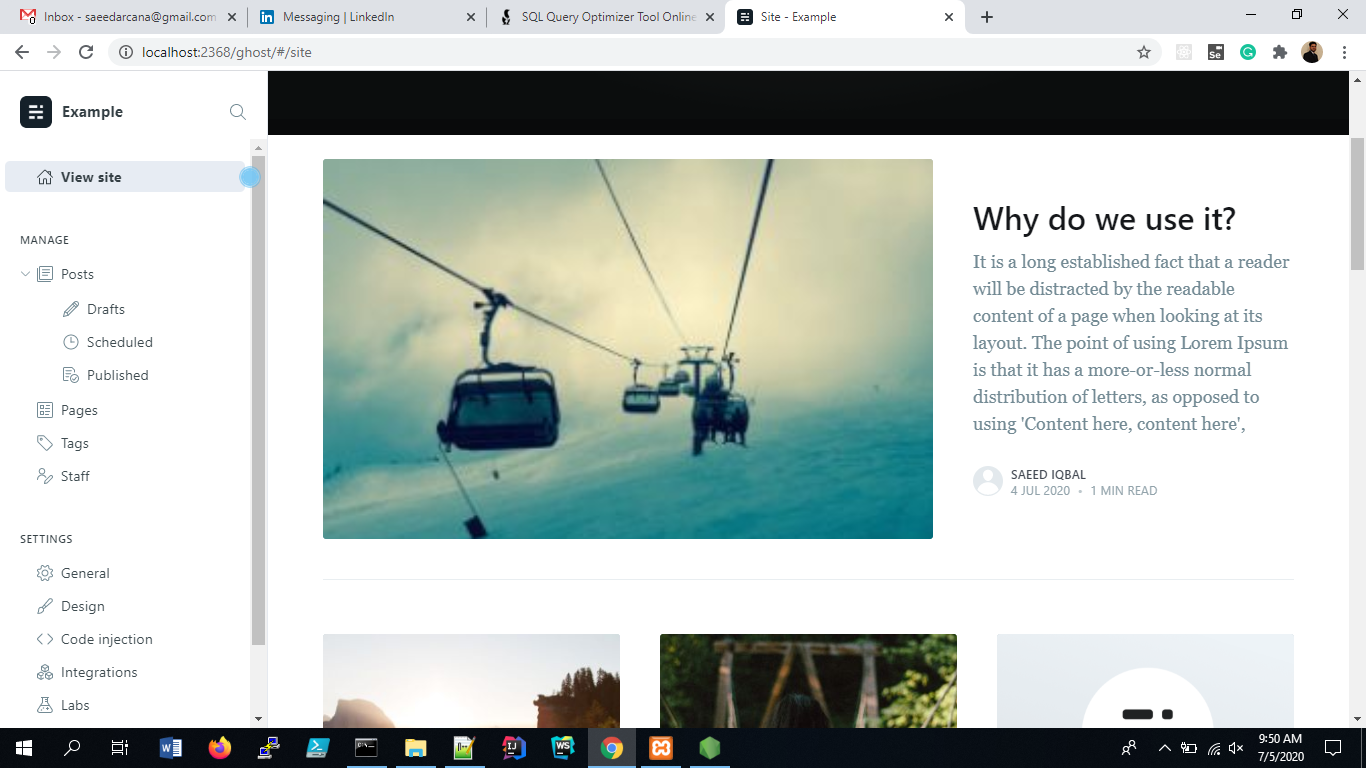 Inbox - saeedarcana@gmail.com
Messaging | LinkedIn
SQL Query Optimizer Tool Online
Site - Example
localhost:2368/ghost/#/site
Se
Example
View site
MANAGE
Posts
Drafts
Scheduled
Published
Pages
Tags
Staff
SETTINGS
General
Design
Code injection
Integrations
Labs
Why do we use it?
It is a long established fact that a reader
will be distracted by the readable
content of a page when looking at its
layout. The point of using Lorem Ipsum
is that it has a more-or-less normal
distribution of letters, as opposed to
using 'Content here, content here',
SAEED IQBAL
4 JUL 2020 • 1 MIN READ
9:50 AM
7/5/2020